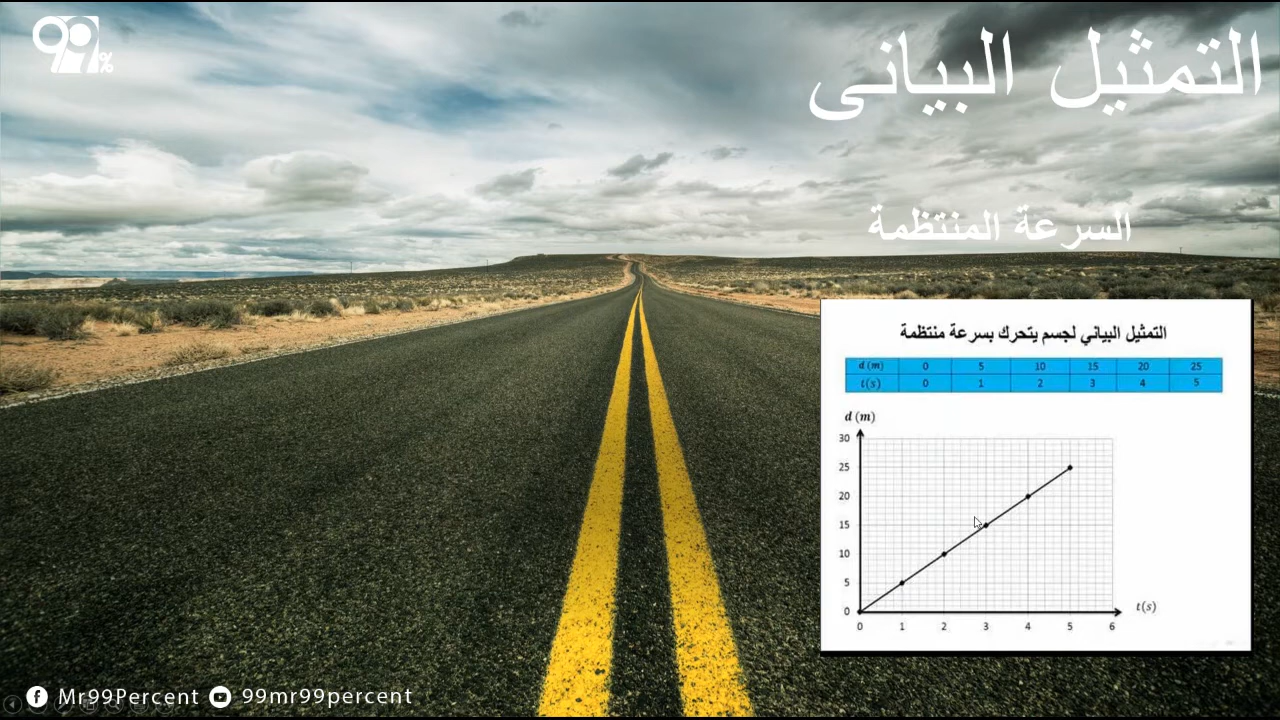 99%
التمثيل البيانى
السرعة المنتظمة
التمثيل البياني لجسم يتحرك بسرعة منتظمة
d (m) 0 5 10 15 20 25
t(s) 0 1 2 3 4 5
d (m)
30
25
20
15
10
5
0
0 1 2 3 4 5 6
t(s)
Mr99Percent 99mr99percent